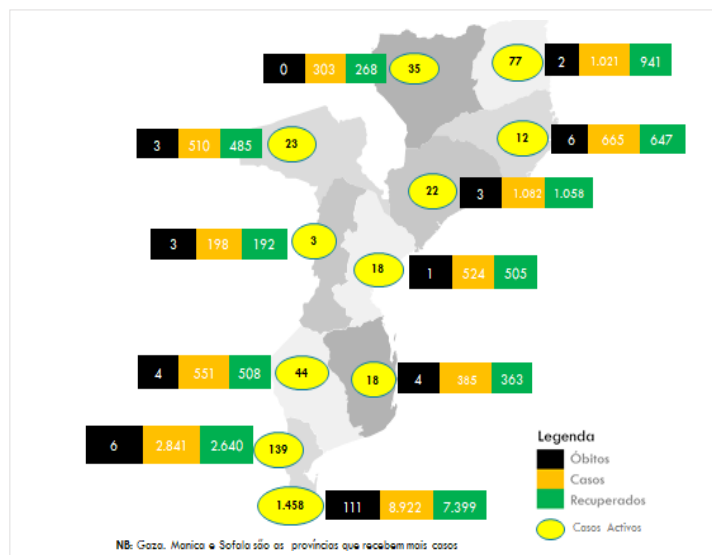 0 303 268 35
77 2 1.021 941
3 510 485 23
12 6 665 647
22 3 1.082 1.058
3 198 192 3
18 1 524 505
4 551 508 44
18 4 385 363
6 2.841 2.640 139
1.458 111 8.922 7.399
Legenda
Óbitos
Casos
Recuperados
Casos Activos
NB: Gaza. Manica e Sofala são as províncias que recebem mais casos